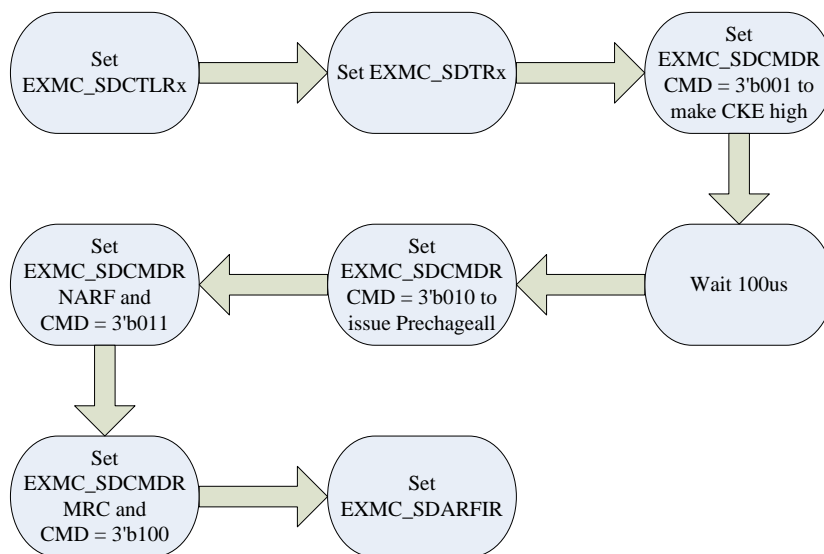 Set
EXMC_SDCTLRx
Set EXMC_SDTRx
Set
EXMC_SDCMDR
CMD = 3'b001 to
make CKE high
Wait 100us
Set
EXMC_SDCMDR
CMD = 3'b010 to
issue Prechageall
Set
EXMC_SDCMDR
NARF and
CMD = 3'b011
Set
EXMC_SDCMDR
MRC and
CMD = 3'b100
Set
EXMC_SDARFIR